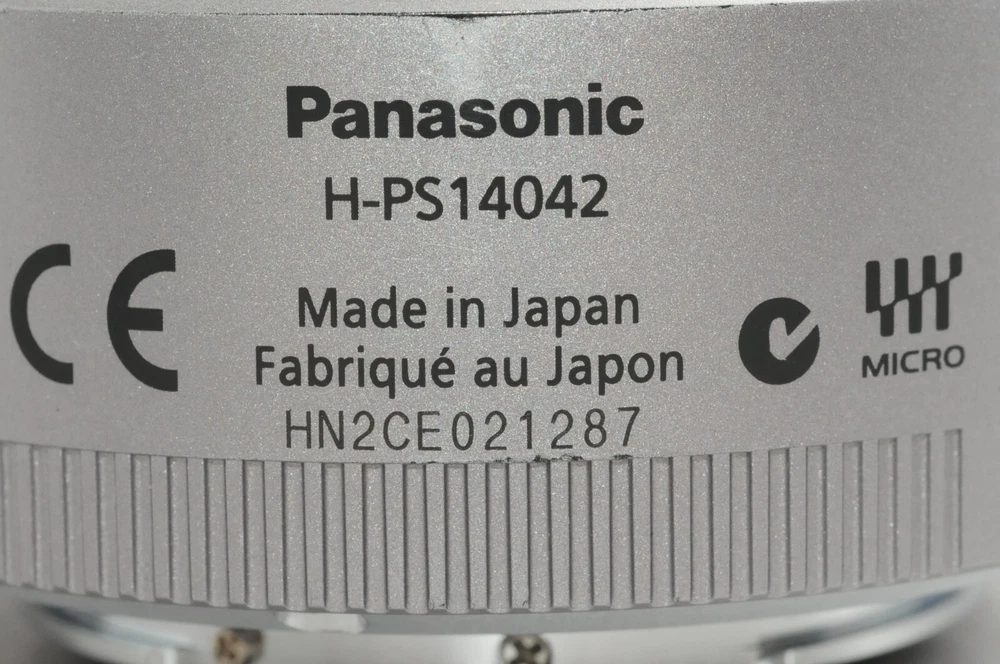 Panasonic
H-PS14042
CE
Made in Japan
Fabriqué au Japon
MICRO
HN2CE021287